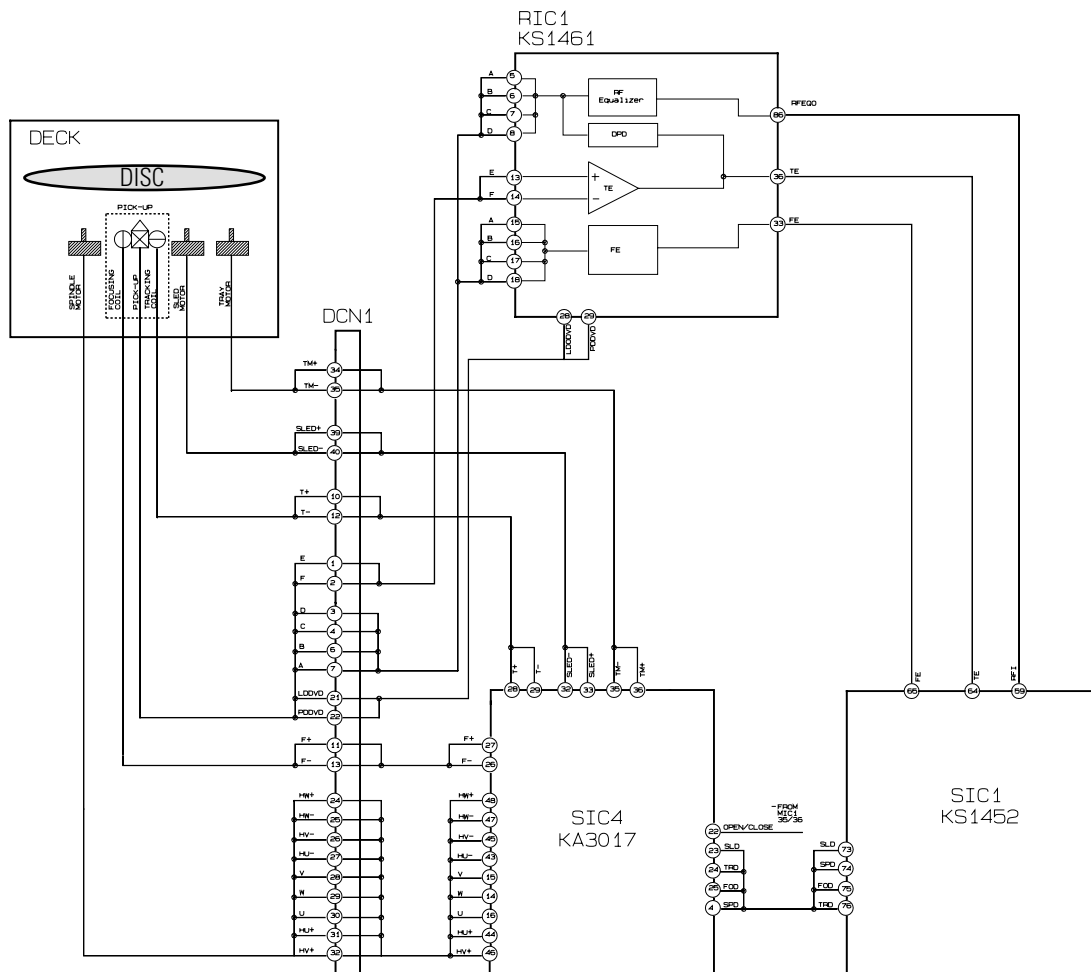 RIC1
KS1461
A
5
B
6
C
7
D
8
RF
Equalizer
86
RFEQO
DPD
E
13
F
14
+
-
TE
36
TE
A
15
B
16
C
17
D
18
FE
33
FE
28
29
LDODVD
PDDVD
DECK
DISC
PICK-UP
SPINDLE
MOTOR
FOCUSING
COIL
PICK-UP
TRACKING
COIL
SLED
MOTOR
TRAY
MOTOR
DCN1
TM+
34
TM-
35
SLED+
39
SLED-
40
T+
10
T-
12
E
1
F
2
D
3
C
4
B
6
A
7
LDDVD
21
PDDVD
22
F+
11
F-
13
HW+
24
HW-
25
HV-
26
HU-
27
V
28
W
29
U
30
HU+
31
HV+
32
T+
T-
SLED-
SLED+
TM-
TM+
28
29
32
33
35
36
F+
27
F-
26
HW+
48
HW-
47
HV-
45
HU-
43
V
15
W
14
U
16
HU+
44
HV+
46
SIC4
KA3017
-FROM
MIC1
35/36
22
OPEN/CLOSE
23
SLD
24
TRD
25
FOD
4
SPD
FE
TE
RFI
65
64
59
SIC1
KS1452
SLD
73
SPD
74
FOD
75
TRD
76